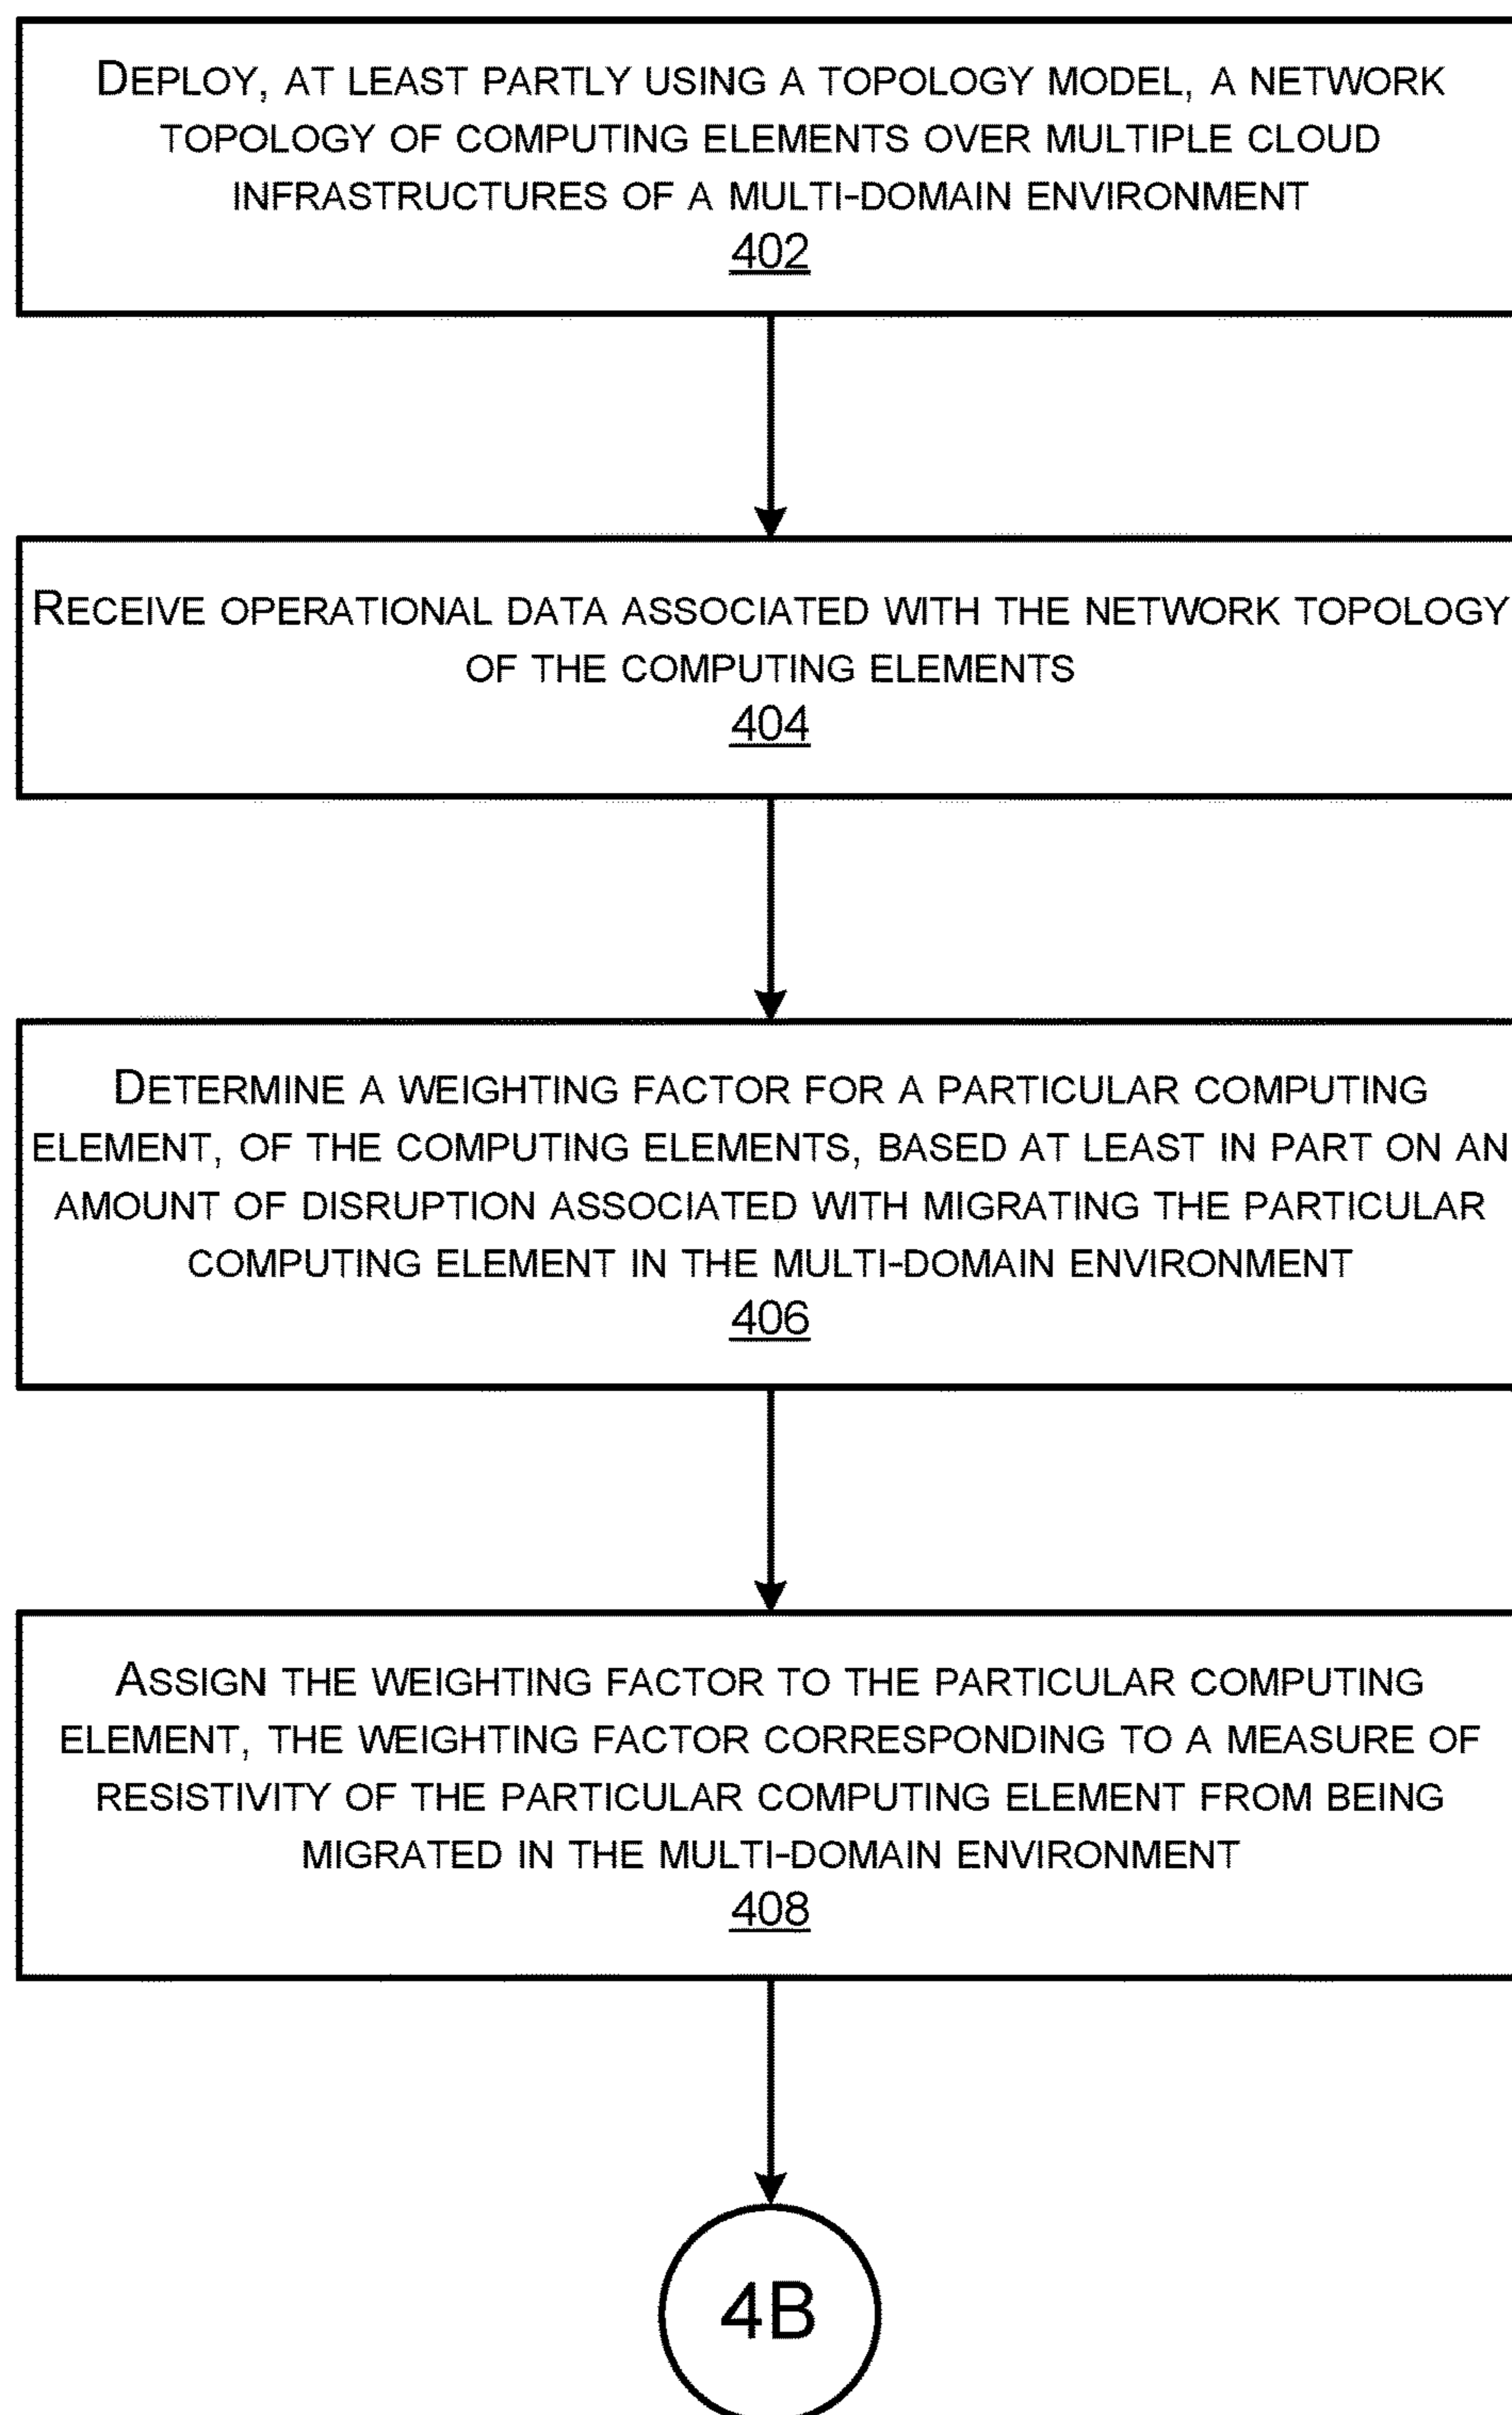 DEPLOY, AT LEAST PARTLY USING A TOPOLOGY MODEL, A NETWORK
TOPOLOGY OF COMPUTING ELEMENTS OVER MULTIPLE CLOUD
INFRASTRUCTURES OF A MULTI-DOMAIN ENVIRONMENT
402
RECEIVE OPERATIONAL DATA ASSOCIATED WITH THE NETWORK TOPOLOGY
OF THE COMPUTING ELEMENTS
404
DETERMINE A WEIGHTING FACTOR FOR A PARTICULAR COMPUTING
ELEMENT, OF THE COMPUTING ELEMENTS, BASED AT LEAST IN PART ON AN
AMOUNT OF DISRUPTION ASSOCIATED WITH MIGRATING THE PARTICULAR
COMPUTING ELEMENT IN THE MULTI-DOMAIN ENVIRONMENT
406
ASSIGN THE WEIGHTING FACTOR TO THE PARTICULAR COMPUTING
ELEMENT, THE WEIGHTING FACTOR CORRESPONDING TO A MEASURE OF
RESISTIVITY OF THE PARTICULAR COMPUTING ELEMENT FROM BEING
MIGRATED IN THE MULTI-DOMAIN ENVIRONMENT
408
4B